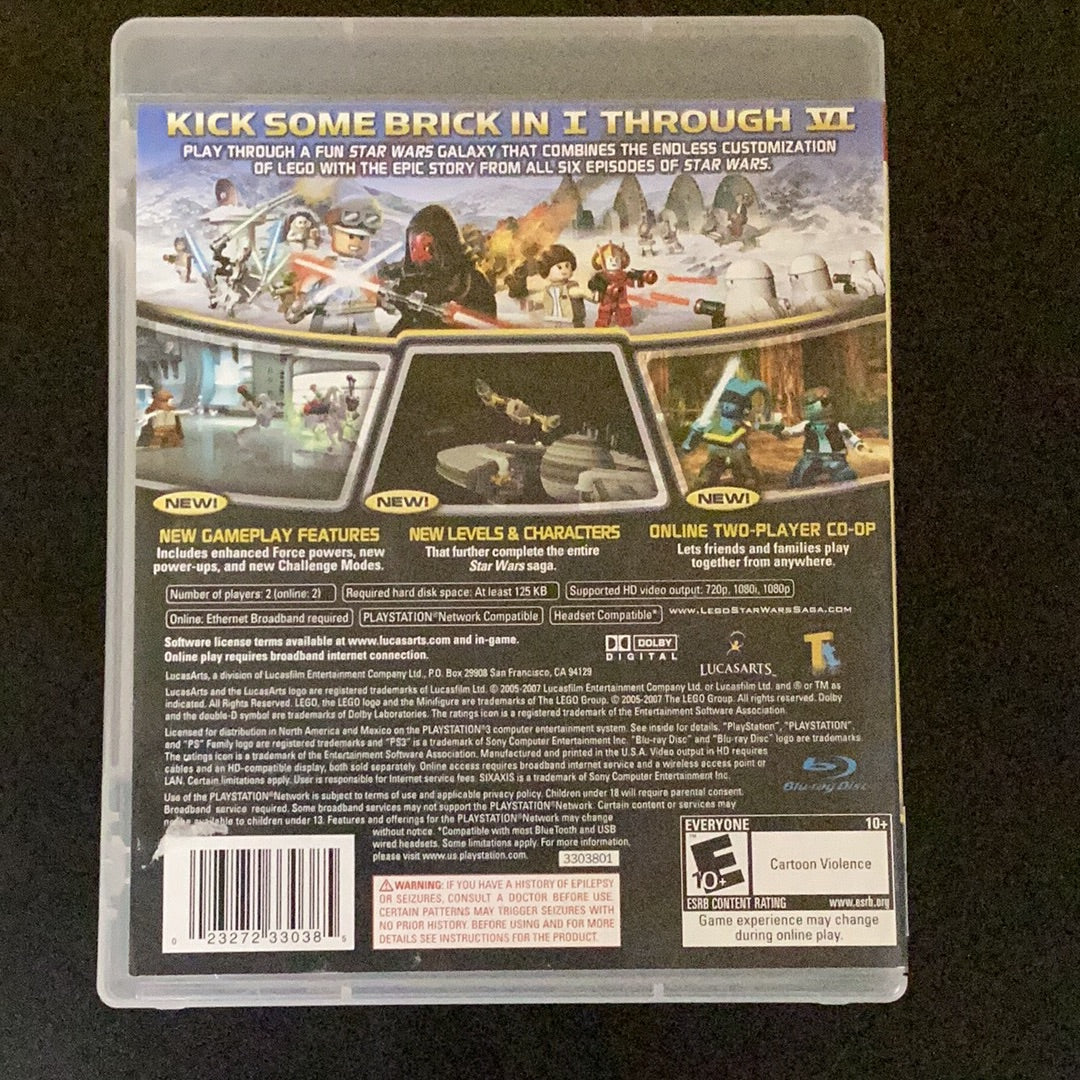 KICK SOME BRICK IN I THROUGH VI
PLAY THROUGH A FUN STAR WARS GALAXY THAT COMBINES THE ENDLESS CUSTOMIZATION
OF LEGO WITH THE EPIC STORY FROM ALL SIX EPISODES OF STAR WARS.
NEW!
NEW GAMEPLAY FEATURES
Includes enhanced Force powers, new
power-ups, and new Challenge Modes.
NEW!
NEW LEVELS & CHARACTERS
That further complete the entire
Star Wars saga.
NEW!
ONLINE TWO-PLAYER CO-OP
Lets friends and families play
together from anywhere.
Number of players: 2 (online: 2) Required hard disk space: At least 125 KB Supported HD video output: 720p, 1080i, 1080p
Online: Ethernet Broadband required PLAYSTATION®Network Compatible Headset Compatible* WWW.LEGOSTARWARSSAGA.COM
Software license terms available at www.lucasarts.com and in-game.
Online play requires broadband internet connection.
DOLBY
DIGITAL
LUCASARTS
LucasArts, a division of Lucasfilm Entertainment Company Ltd., P.O. Box 29908 San Francisco, CA 94129
LucasArts and the LucasArts logo are registered trademarks of Lucasfilm Ltd. © 2005-2007 Lucasfilm Entertainment Company Ltd. or Lucasfilm Ltd. and ® or TM as
indicated. All Rights Reserved. LEGO, the LEGO logo and the Minifigure are trademarks of The LEGO Group. © 2005-2007 The LEGO Group. All rights reserved. Dolby
and the double-D symbol are trademarks of Dolby Laboratories. The ratings icon is a registered trademark of the Entertainment Software Association.
Licensed for distribution in North America and Mexico on the PLAYSTATION®3 computer entertainment system. See inside for details. "PlayStation", "PLAYSTATION",
and "PS" Family logo are registered trademarks and "PS3" is a trademark of Sony Computer Entertainment Inc. "Blu-ray Disc" and "Blu-ray Disc" logo are trademarks.
The ratings icon is a trademark of the Entertainment Software Association. Manufactured and printed in the U.S.A. Video output in HD requires
cables and an HD-compatible display, both sold separately. Online access requires broadband internet service and a wireless access point or
LAN. Certain limitations apply. User is responsible for Internet service fees. SIXAXIS is a trademark of Sony Computer Entertainment Inc.
Blu-ray Disc
Use of the PLAYSTATION®Network is subject to terms of use and applicable privacy policy. Children under 18 will require parental consent.
Broadband service required. Some broadband services may not support the PLAYSTATION®Network. Certain content or services may
to children under 13. Features and offerings for the PLAYSTATION®Network may change
without notice. *Compatible with most BlueTooth and USB
wired headsets. Some limitations apply. For more information,
please visit www.us.playstation.com.
3303801
0 23272 33038 5
WARNING: IF YOU HAVE A HISTORY OF EPILEPSY
OR SEIZURES, CONSULT A DOCTOR BEFORE USE.
CERTAIN PATTERNS MAY TRIGGER SEIZURES WITH
NO PRIOR HISTORY. BEFORE USING AND FOR MORE
DETAILS SEE INSTRUCTIONS FOR THE PRODUCT.
EVERYONE 10+
E
10+
Cartoon Violence
ESRB CONTENT RATING www.esrb.org
Game experience may change
during online play.